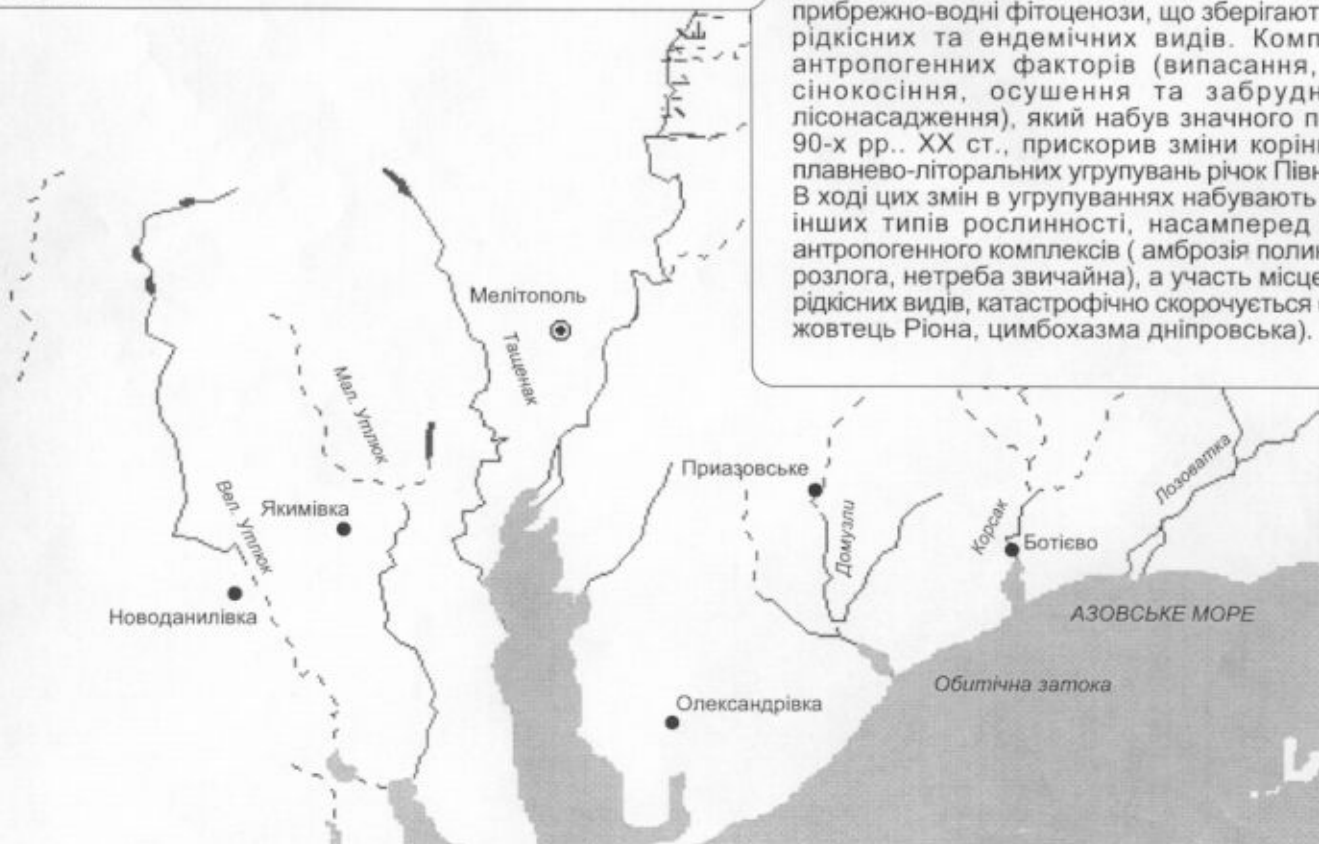 прибрежно-водні фітоценози, що зберігают
рідкісних та ендемічних видів. Комп
антропогенних факторів (випасання,
сінокосіння, осушення та забрудн
лісонасадження), який набув значного п
90-х рр.. XX ст., прискорив зміни корінн
плавнево-літоральних угрупувань річок Півн
В ході цих змін в угрупуваннях набувають
інших типів рослинності, насамперед
антропогенного комплексів ( амброзія полин
розлога, нетреба звичайна), а участь місце
рідкісних видів, катастрофічно скорочується (
жовтець Ріона, цимбохазма дніпровська).
Мелітополь
Тащенак
Мал. Утлюк
Приазовське
Лозоватка
Вел. Утлюк
Якимівка
Домузли
Корсак
Ботієво
Новоданилівка
АЗОВСЬКЕ МОРЕ
Обитічна затока
Олександрівка